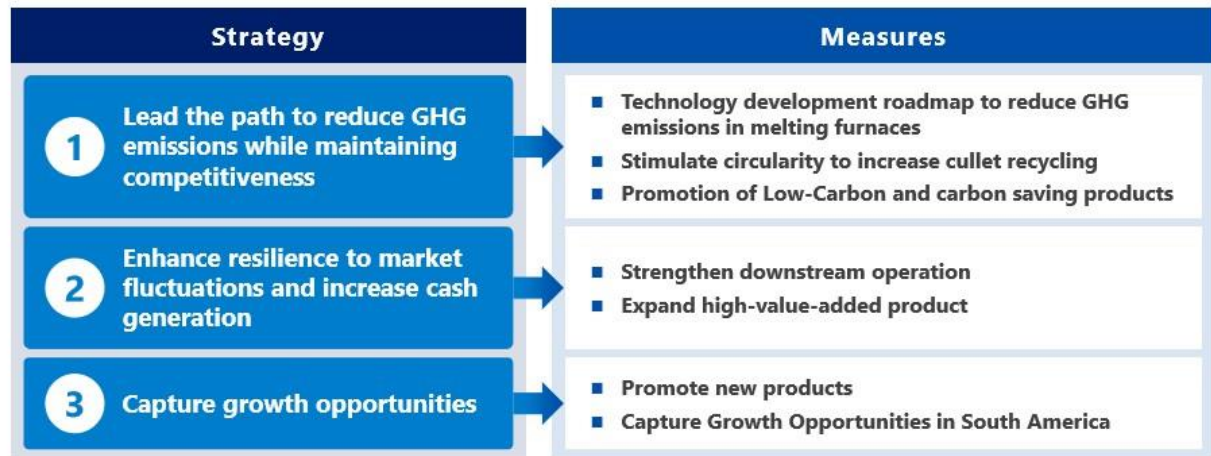 Strategy
Measures
1
Lead the path to reduce GHG
emissions while maintaining
competitiveness
■ Technology development roadmap to reduce GHG
emissions in melting furnaces
■ Stimulate circularity to increase cullet recycling
■ Promotion of Low-Carbon and carbon saving products
2
Enhance resilience to market
fluctuations and increase cash
generation
■ Strengthen downstream operation
■ Expand high-value-added product
3
Capture growth opportunities
■ Promote new products
■ Capture Growth Opportunities in South America